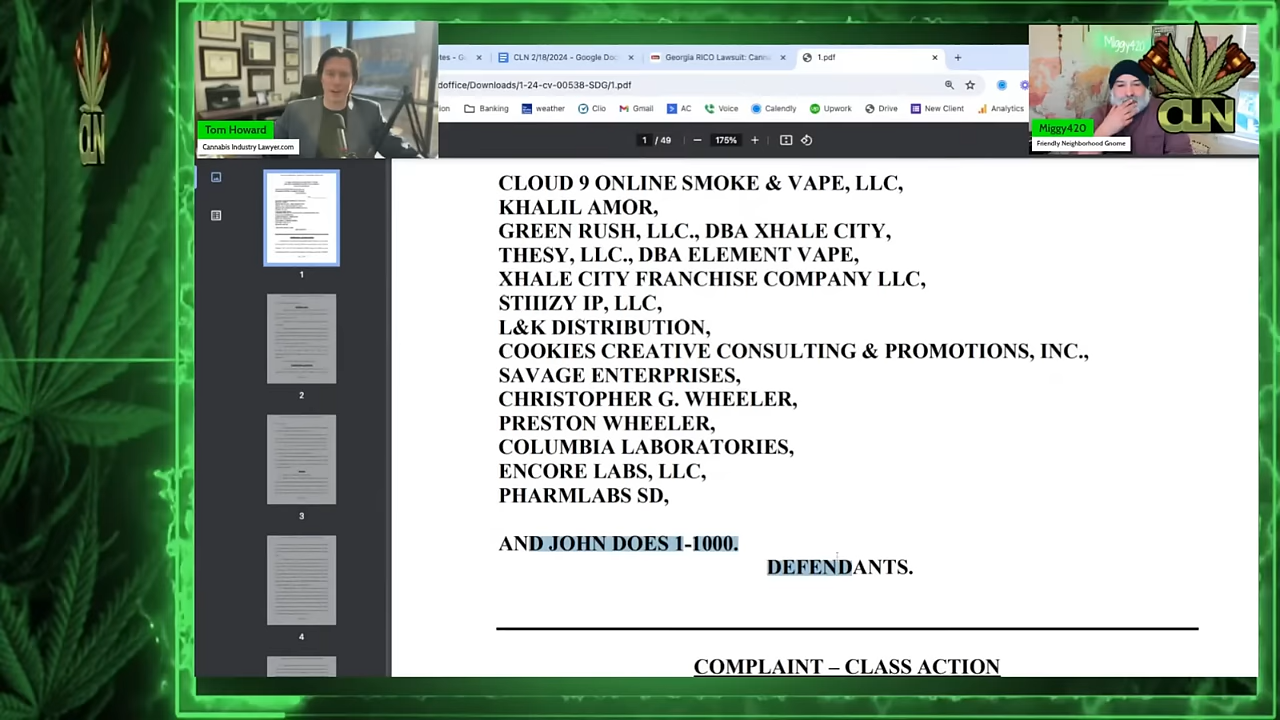 CLN
Tom Howard
Cannabis Industry Lawyer.com
CLN 2/18/2024 - Google Doc
Georgia RICO Lawsuit: Cann
1.pdf
doffice/Downloads/1-24-cv-00538-SDG/1.pdf
Banking
weather
Clio
Gmail
AC
Voice
Calendly
Upwork
Drive
New Client
Analytics
1 / 49
175%
Miggy420
CLN
Miggy420
Friendly Neighborhood Gnome
1
2
3
4
CLOUD 9 ONLINE SMOKE & VAPE, LLC,
KHALIL AMOR,
GREEN RUSH, LLC., DBA XHALE CITY,
THESY, LLC., DBA ELEMENT VAPE,
XHALE CITY FRANCHISE COMPANY LLC,
STIIIZY IP, LLC,
L&K DISTRIBUTION,
COOKIES CREATIVE CONSULTING & PROMOTIONS, INC.,
SAVAGE ENTERPRISES,
CHRISTOPHER G. WHEELER,
PRESTON WHEELER,
COLUMBIA LABORATORIES,
ENCORE LABS, LLC,
PHARMLABS SD,
AND JOHN DOES 1-1000.
DEFENDANTS.
COMPLAINT – CLASS ACTION